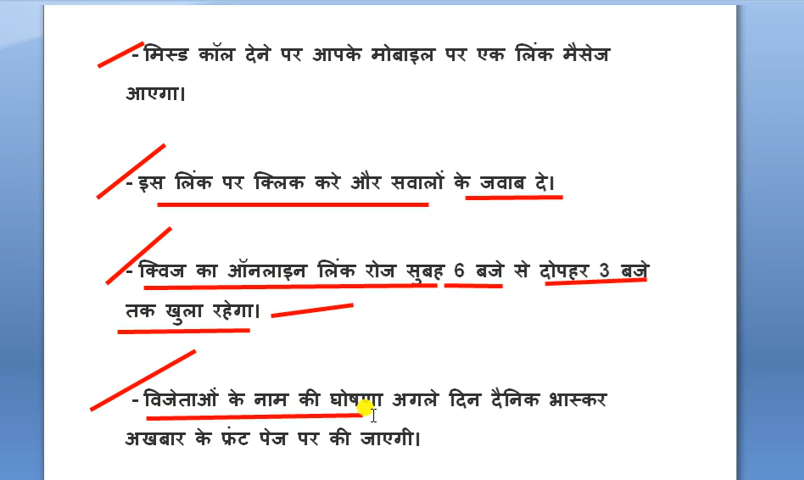 - मिस्ड कॉल देने पर आपके मोबाइल पर एक लिंक मैसेज
आएगा।
- इस लिंक पर क्लिक करे और सवालों के जवाब दे।
- क्विज का ऑनलाइन लिंक रोज सुबह 6 बजे से दोपहर 3 बजे
तक खुला रहेगा।
- विजेताओं के नाम की घोषणा अगले दिन दैनिक भास्कर
अखबार के फ्रंट पेज पर की जाएगी।